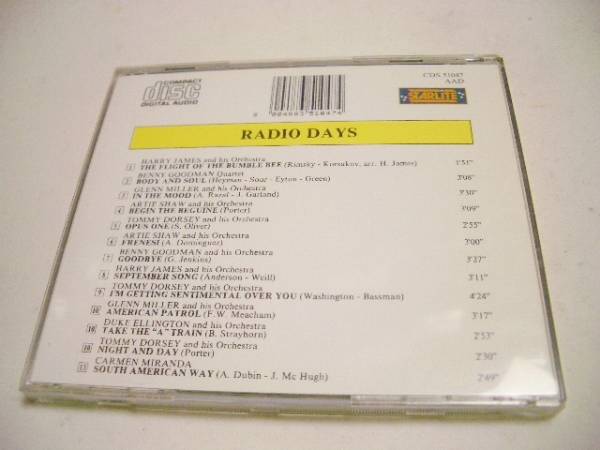 COMPACT
disc
DIGITAL AUDIO
CDS 51047
AAD
STARLITE
RADIO DAYS
HARRY JAMES and his Orchestra
1 THE FLIGHT OF THE BUMBLE BEE (Rimsky - Korsakov, arr. H. James) 1'51"
BENNY GOODMAN Quartet
2 BODY AND SOUL (Heyman - Sour - Eyton - Green) 3'08"
GLENN MILLER and his Orchestra
3 IN THE MOOD (A. Razaf - J. Garland) 3'30"
ARTIE SHAW and his Orchestra
4 BEGIN THE BEGUINE (Porter) 3'09"
TOMMY DORSEY and his Orchestra
5 OPUS ONE (S. Oliver) 2'55"
ARTIE SHAW and his Orchestra
6 FRENESI (A. Dominguez) 3'00"
BENNY GOODMAN and his Orchestra
7 GOODBYE (G. Jenkins) 3'27"
HARRY JAMES and his Orchestra
8 SEPTEMBER SONG (Anderson - Weill) 3'11"
TOMMY DORSEY and his Orchestra
9 I'M GETTING SENTIMENTAL OVER YOU (Washington - Bassman) 4'24"
GLENN MILLER and his Orchestra
10 AMERICAN PATROL (F.W. Meacham) 3'17"
DUKE ELLINGTON and his Orchestra
TAKE THE "A" TRAIN (B. Strayhorn) 2'53"
TOMMY DORSEY and his Orchestra
NIGHT AND DAY (Porter) 2'30"
CARMEN MIRANDA
SOUTH AMERICAN WAY (A. Dubin - J. Mc Hugh) 2'49"